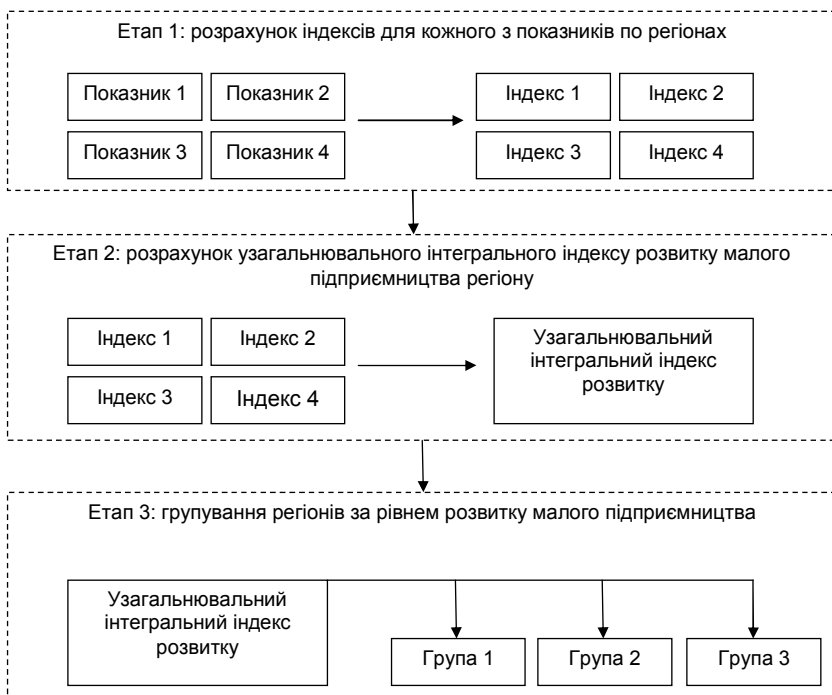 Етап 1: розрахунок індексів для кожного з показників по регіонах
Показник 1
Показник 2
Індекс 1
Індекс 2
Показник 3
Показник 4
Індекс 3
Індекс 4
Етап 2: розрахунок узагальнювального інтегрального індексу розвитку малого
підприємництва регіону
Індекс 1
Індекс 2
Індекс 3
Індекс 4
Узагальнювальний
інтегральний індекс
розвитку
Етап 3: групування регіонів за рівнем розвитку малого підприємництва
Узагальнювальний
інтегральний індекс
розвитку
Група 1
Група 2
Група 3